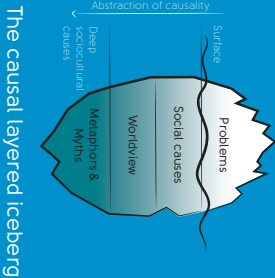 The causal layered iceberg
Surface
Problems
Social causes
Worldview
Metaphors &
Myths
Deep
sociocultural
causes
Abstraction of causality